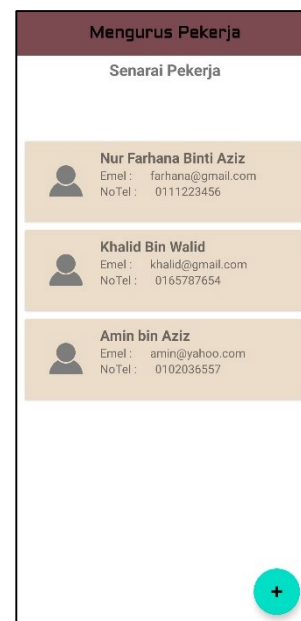 Mengurus Pekerja
Senarai Pekerja
Nur Farhana Binti Aziz
Emel : farhana@gmail.com
NoTel : 0111223456
Khalid Bin Walid
Emel : khalid@gmail.com
NoTel : 0165787654
Amin bin Aziz
Emel : amin@yahoo.com
NoTel : 0102036557
+